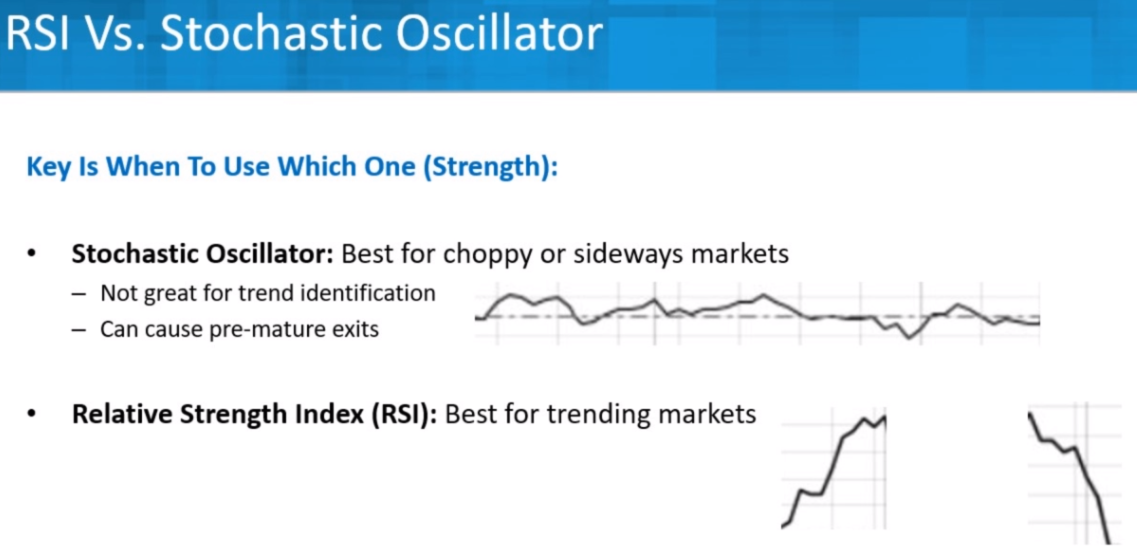 RSI Vs. Stochastic Oscillator
Key Is When To Use Which One (Strength):
• Stochastic Oscillator: Best for choppy or sideways markets
– Not great for trend identification
– Can cause pre-mature exits
• Relative Strength Index (RSI): Best for trending markets